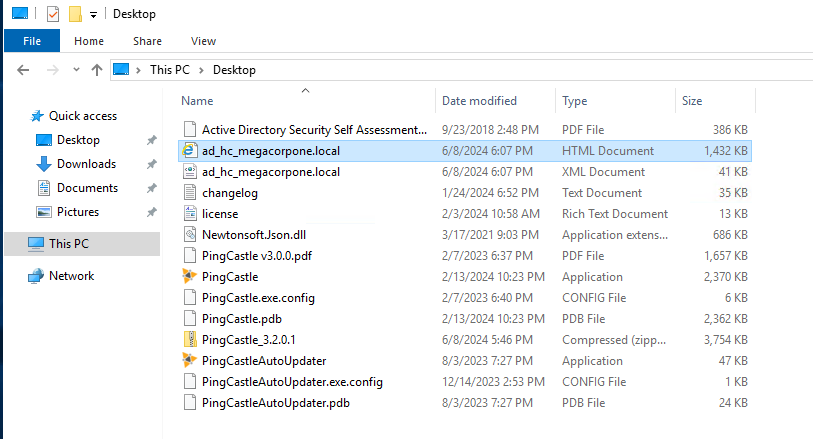 Desktop
File Home Share View
This PC Desktop
Quick access
Desktop
Downloads
Documents
Pictures
This PC
Network
Name Date modified Type Size
Active Directory Security Self Assessment... 9/23/2018 2:48 PM PDF File 386 KB
ad_hc_megacorpone.local 6/8/2024 6:07 PM HTML Document 1,432 KB
ad_hc_megacorpone.local 6/8/2024 6:07 PM XML Document 41 KB
changelog 1/24/2024 6:52 PM Text Document 35 KB
license 2/3/2024 10:58 AM Rich Text Document 13 KB
Newtonsoft.Json.dll 3/17/2021 9:03 PM Application extens... 686 KB
PingCastle v3.0.0.pdf 2/7/2023 6:37 PM PDF File 1,657 KB
PingCastle 2/13/2024 10:23 PM Application 2,370 KB
PingCastle.exe.config 2/7/2023 6:40 PM CONFIG File 6 KB
PingCastle.pdb 2/13/2024 10:23 PM PDB File 2,362 KB
PingCastle_3.2.0.1 6/8/2024 5:46 PM Compressed (zipp... 3,754 KB
PingCastleAutoUpdater 8/3/2023 7:27 PM Application 47 KB
PingCastleAutoUpdater.exe.config 12/14/2023 2:53 PM CONFIG File 1 KB
PingCastleAutoUpdater.pdb 8/3/2023 7:27 PM PDB File 24 KB